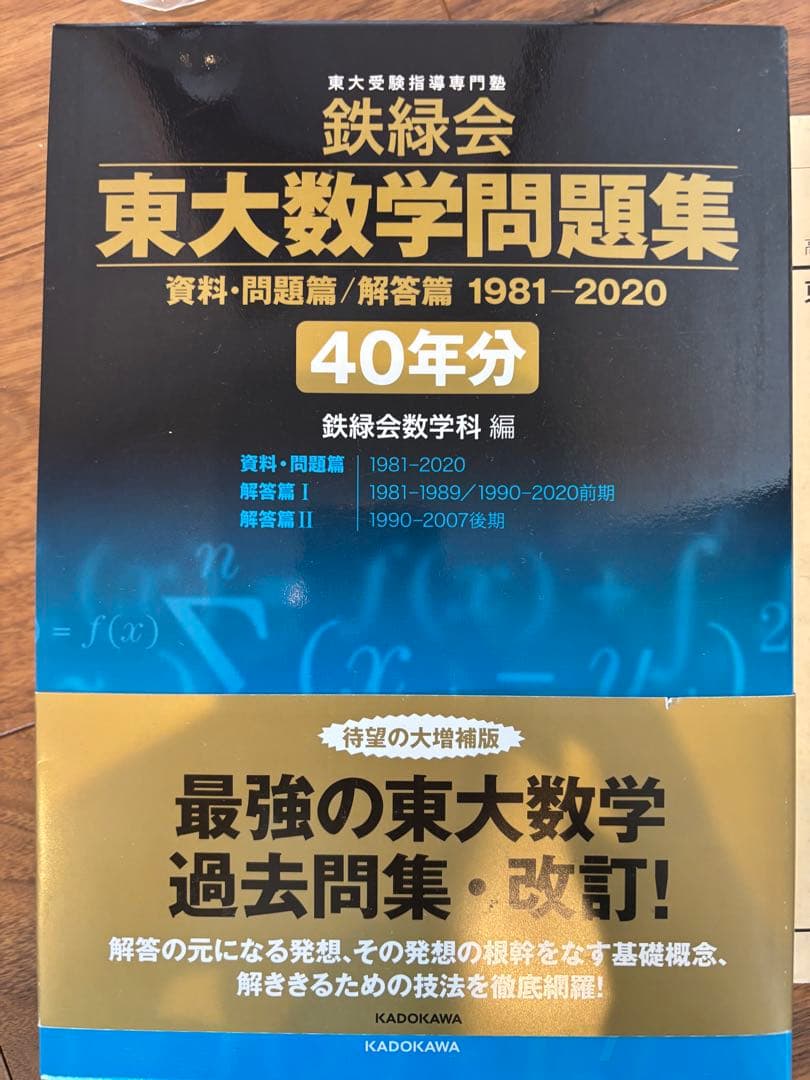 東大受験指導専門塾
鉄緑会
東大数学問題集
資料・問題篇/解答篇 1981-2020
40年分
鉄緑会数学科 編
資料・問題篇 1981-2020
解答篇Ⅰ 1981-1989/1990-2020前期
解答篇Ⅱ 1990-2007後期
= f(x)
待望の大増補版
最強の東大数学
過去問集・改訂!
解答の元になる発想、その発想の根幹をなす基礎概念、
解ききるための技法を徹底網羅!
KADOKAWA
KADOKAWA